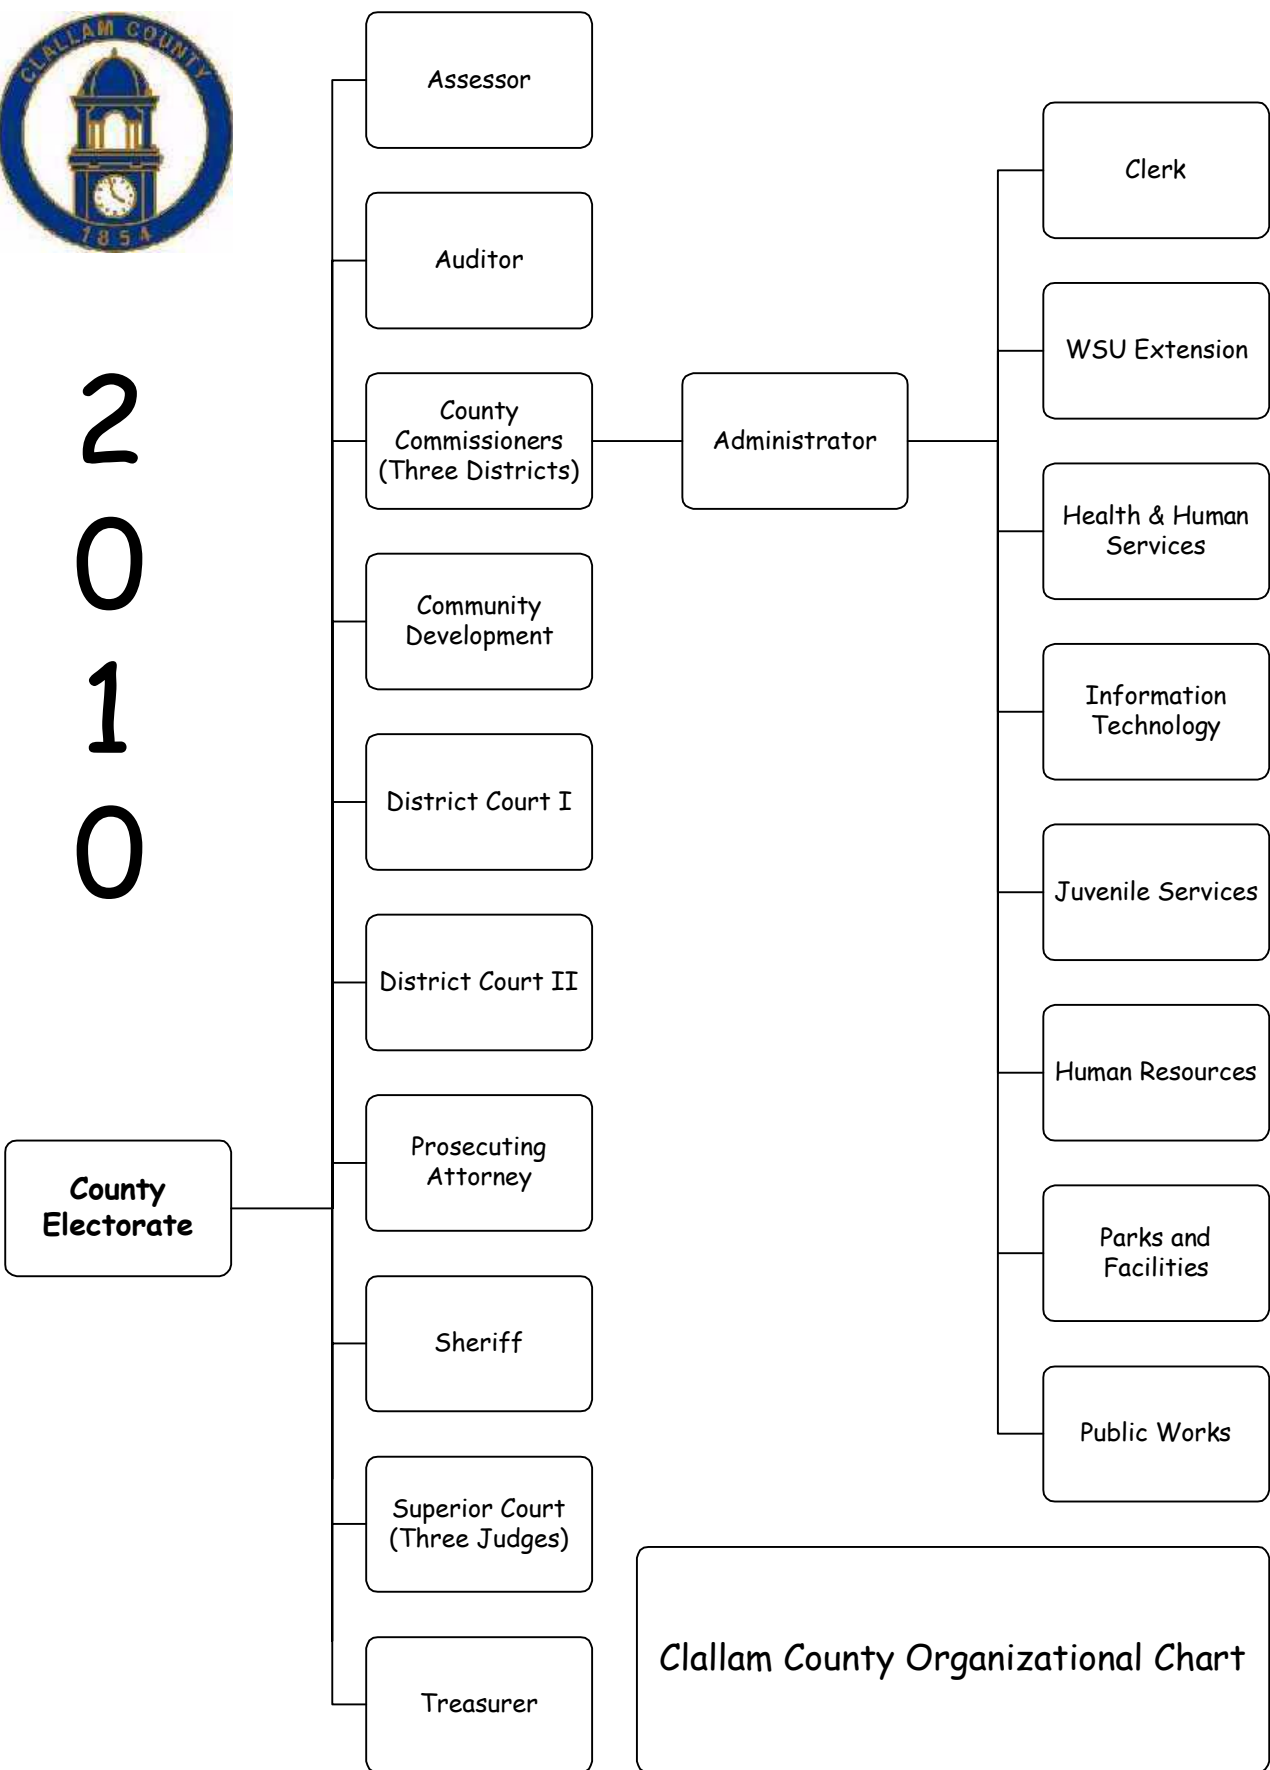 CLALLAM COUNTY
1854
2
0
1
0
County
Electorate
Assessor
Auditor
County
Commissioners
(Three Districts)
Community
Development
District Court I
District Court II
Prosecuting
Attorney
Sheriff
Superior Court
(Three Judges)
Treasurer
Administrator
Clerk
WSU Extension
Health & Human
Services
Information
Technology
Juvenile Services
Human Resources
Parks and
Facilities
Public Works
Clallam County Organizational Chart